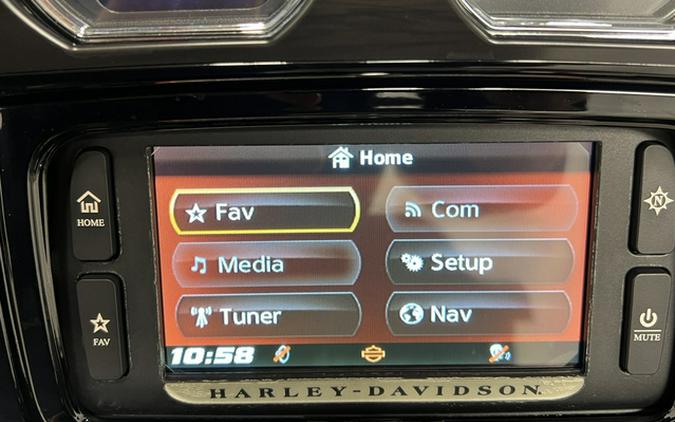 Home
Fav
Com
Media
Setup
Tuner
Nav
10:58
HOME
FAV
N
MUTE
HARLEY-DAVIDSON